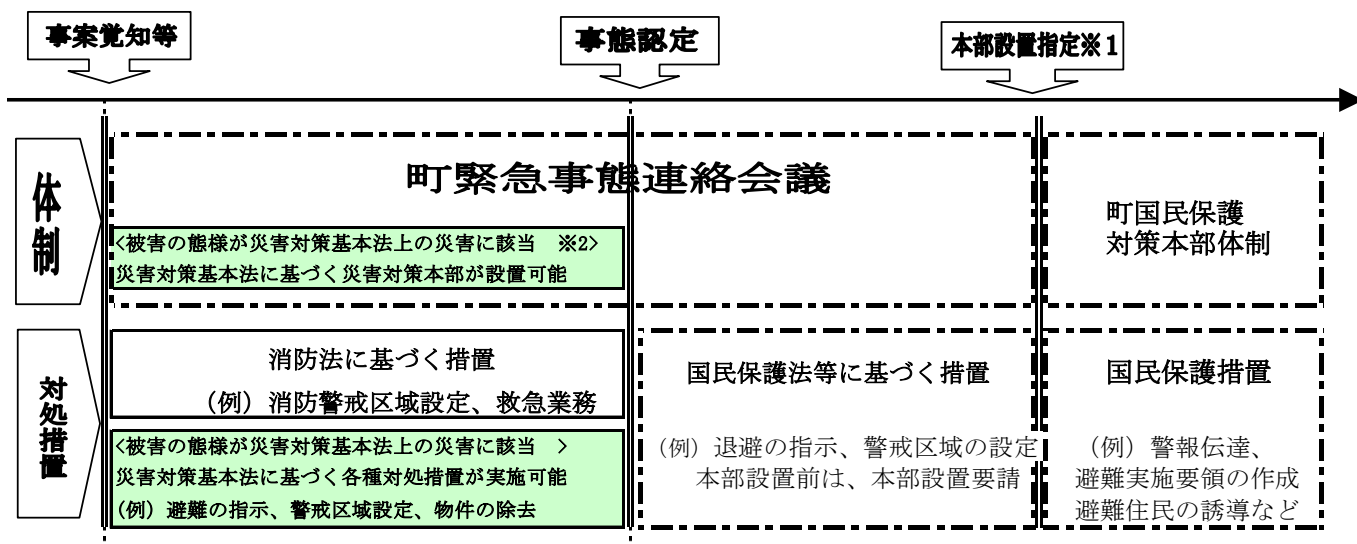 事案覚知等
事態認定
本部設置指定※1
体制
町緊急事態連絡会議
<被害の態様が災害対策基本法上の災害に該当　※2>
災害対策基本法に基づく災害対策本部が設置可能
町国民保護
対策本部体制
対処措置
消防法に基づく措置
（例）消防警戒区域設定、救急業務
<被害の態様が災害対策基本法上の災害に該当　>
災害対策基本法に基づく各種対処措置が実施可能
(例) 避難の指示、警戒区域設定、物件の除去
国民保護法等に基づく措置
（例）退避の指示、警戒区域の設定
本部設置前は、本部設置要請
国民保護措置
（例）警報伝達、
避難実施要領の作成
避難住民の誘導など